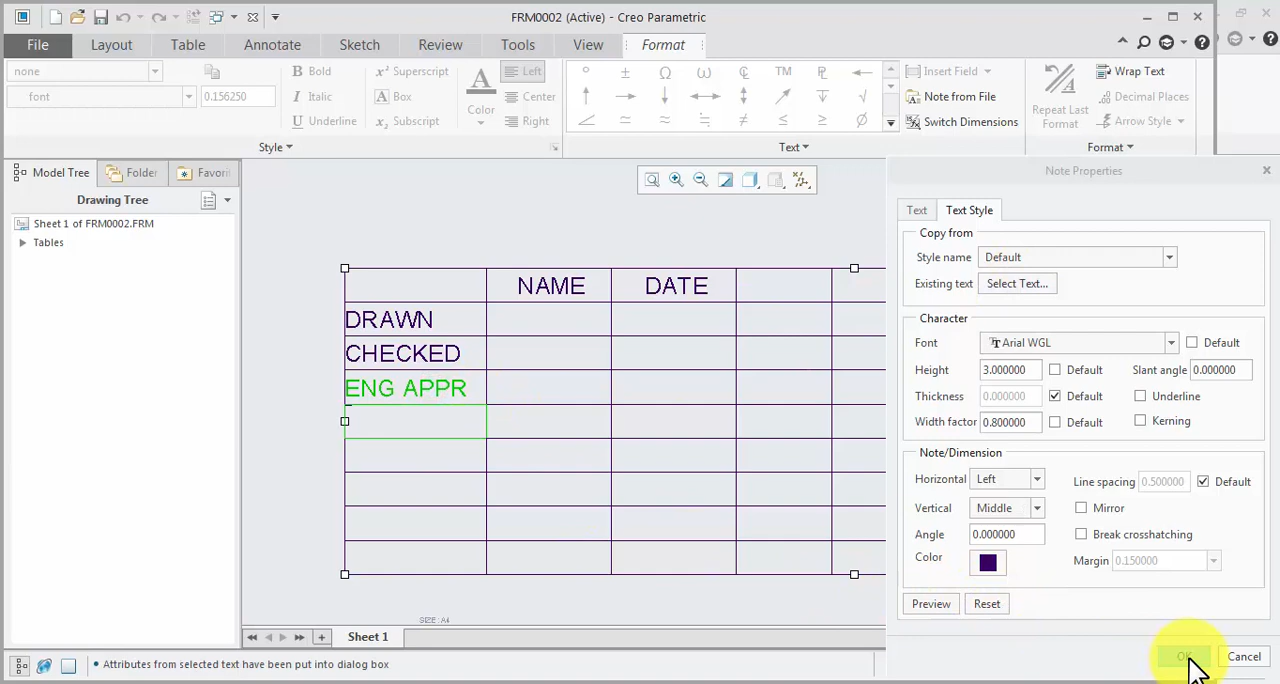 FRM0002 (Active) - Creo Parametric
File Layout Table Annotate Sketch Review Tools View Format
none
font 0.156250
B Bold
I Italic
U Underline
x² Superscript
A Box
x₂ Subscript
A
Color
Left
Center
Right
Style
° ± Ω ω ℄ TM ⅊ ←
↑ → ↓ ↔ ↕ ↗ ↧ √
∠ ≃ ≈ ≒ ≠ ≤ ≥ ∅
Text
Insert Field
Note from File
Switch Dimensions
Repeat Last
Format
Wrap Text
Decimal Places
Arrow Style
Format
Model Tree Folder Favori
Drawing Tree
Sheet 1 of FRM0002.FRM
Tables
NAME DATE
DRAWN
CHECKED
ENG APPR
SIZE : A4
Sheet 1
• Attributes from selected text have been put into dialog box
Note Properties
Text Text Style
Copy from
Style name Default
Existing text Select Text...
Character
Font Arial WGL Default
Height 3.000000 Default Slant angle 0.000000
Thickness 0.000000 Default Underline
Width factor 0.800000 Default Kerning
Note/Dimension
Horizontal Left Line spacing 0.500000 Default
Vertical Middle Mirror
Angle 0.000000 Break crosshatching
Color Margin 0.150000
Preview Reset
OK Cancel